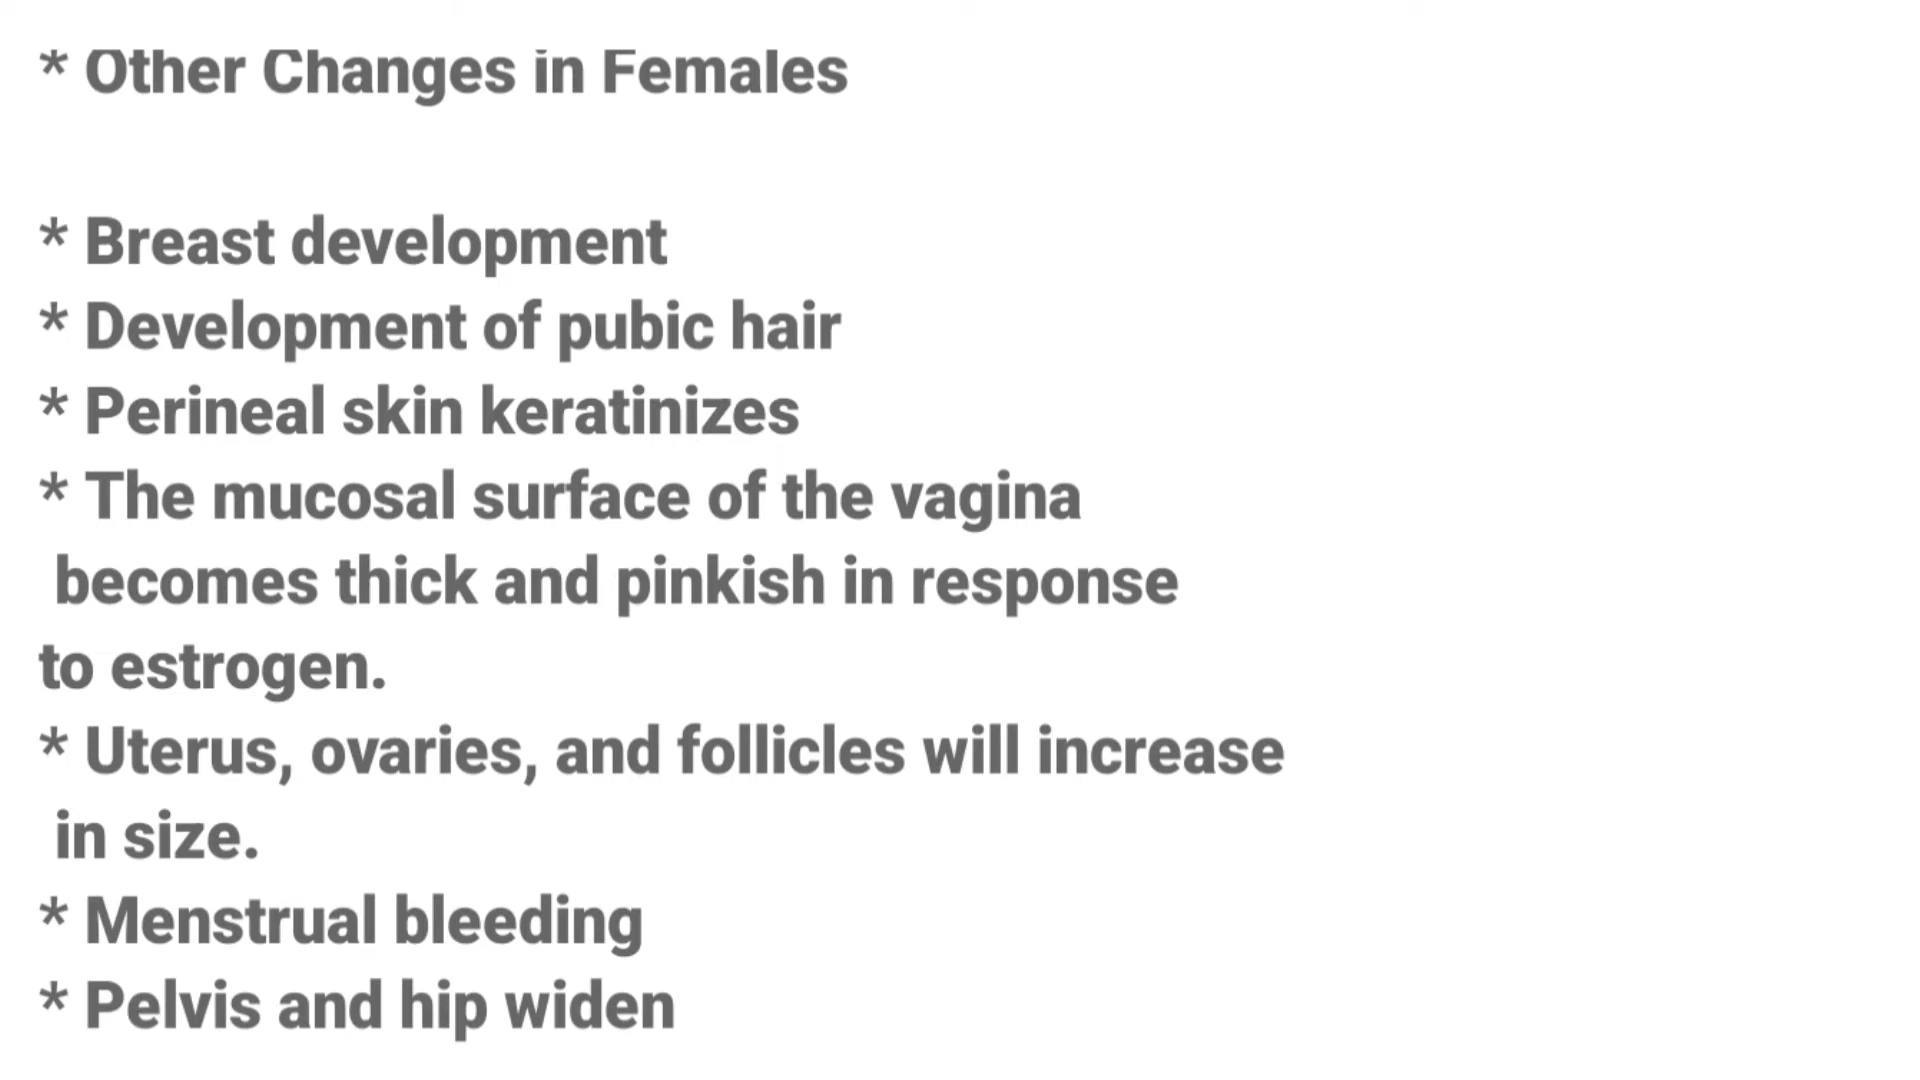 * Other Changes in Females
* Breast development
* Development of pubic hair
* Perineal skin keratinizes
* The mucosal surface of the vagina
becomes thick and pinkish in response
to estrogen.
* Uterus, ovaries, and follicles will increase
in size.
* Menstrual bleeding
* Pelvis and hip widen